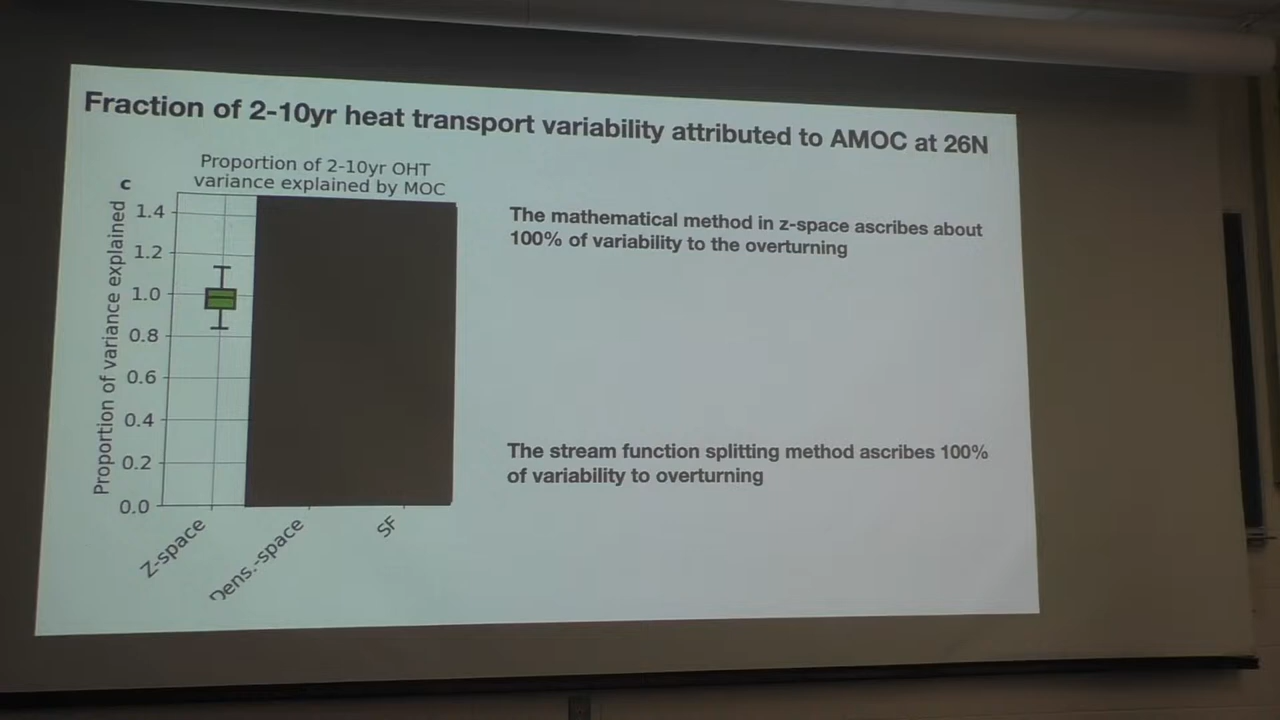 Fraction of 2-10yr heat transport variability attributed to AMOC at 26N
Proportion of 2-10yr OHT
variance explained by MOC
c
Proportion of variance explained
1.4
1.2
1.0
0.8
0.6
0.4
0.2
0.0
Z-space
Dens.-space
SF
The mathematical method in z-space ascribes about
100% of variability to the overturning
The stream function splitting method ascribes 100%
of variability to overturning